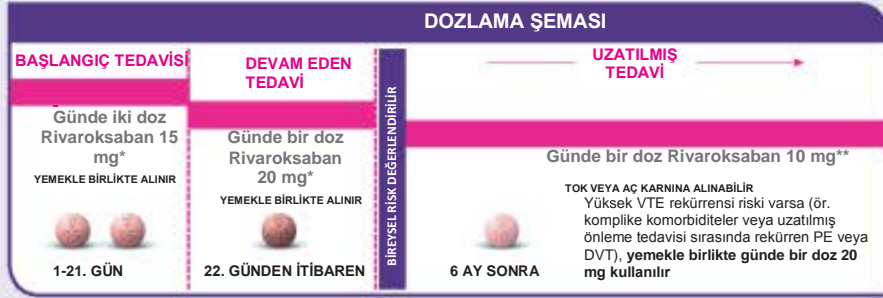 DOZLAMA ŞEMASI
BAŞLANGIÇ TEDAVİSİ
Günde iki doz
Rivaroksaban 15
mg*
YEMEKLE BİRLİKTE ALINIR
1-21. GÜN
DEVAM EDEN
TEDAVİ
Günde bir doz
Rivaroksaban
20 mg*
YEMEKLE BİRLİKTE ALINIR
22. GÜNDEN İTİBAREN
BİREYSEL RİSK DEĞERLENDİRİLİR
UZATILMIŞ
TEDAVİ
Günde bir doz Rivaroksaban 10 mg**
TOK VEYA AÇ KARNINA ALINABİLİR
Yüksek VTE rekürrensi riski varsa (ör.
komplike komorbiditeler veya uzatılmış
önleme tedavisi sırasında rekürren PE veya
DVT), yemekle birlikte günde bir doz 20
mg kullanılır
6 AY SONRA